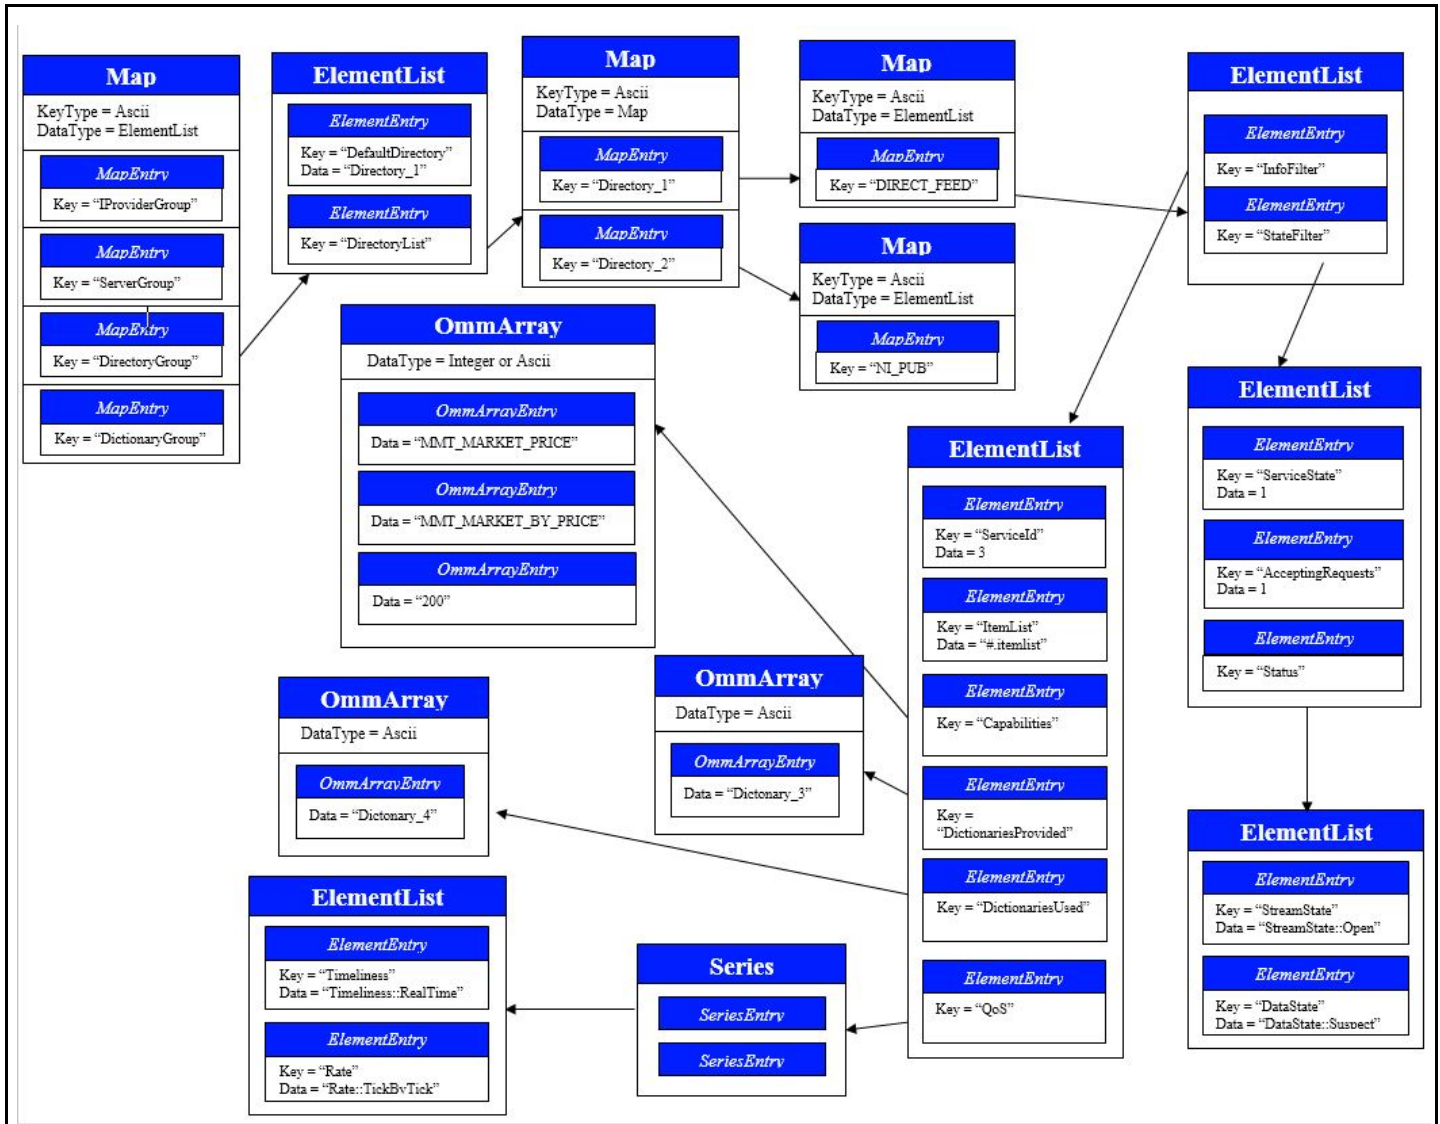 Map
KeyType = Ascii
DataType = ElementList
MapEntry
Key = “IProviderGroup”
MapEntry
Key = “ServerGroup”
MapEntry
Key = “DirectoryGroup”
MapEntry
Key = “DictionaryGroup”
ElementList
ElementEntry
Key = “DefaultDirectory”
Data = “Directory_1”
ElementEntry
Key = “DirectoryList”
Map
KeyType = Ascii
DataType = Map
MapEntry
Key = “Directory_1”
MapEntry
Key = “Directory_2”
Map
KeyType = Ascii
DataType = ElementList
MapEntry
Key = “DIRECT_FEED”
Map
KeyType = Ascii
DataType = ElementList
MapEntry
Key = “NI_PUB”
ElementList
ElementEntry
Key = “InfoFilter”
ElementEntry
Key = “StateFilter”
OmmArray
DataType = Integer or Ascii
OmmArrayEntry
Data = “MMT_MARKET_PRICE”
OmmArrayEntry
Data = “MMT_MARKET_BY_PRICE”
OmmArrayEntry
Data = “200”
ElementList
ElementEntry
Key = “ServiceId”
Data = 3
ElementEntry
Key = “ItemList”
Data = “#.itemlist”
ElementEntry
Key = “Capabilities”
ElementEntry
Key =
“DictionariesProvided”
ElementEntry
Key = “DictionariesUsed”
ElementEntry
Key = “QoS”
ElementList
ElementEntry
Key = “ServiceState”
Data = 1
ElementEntry
Key = “AcceptingRequests”
Data = 1
ElementEntry
Key = “Status”
OmmArray
DataType = Ascii
OmmArrayEntry
Data = “Dictonary_3”
OmmArray
DataType = Ascii
OmmArrayEntry
Data = “Dictonary_4”
ElementList
ElementEntry
Key = “Timeliness”
Data = “Timeliness::RealTime”
ElementEntry
Key = “Rate”
Data = “Rate::TickByTick”
Series
SeriesEntry
SeriesEntry
ElementList
ElementEntry
Key = “StreamState”
Data = “StreamState::Open”
ElementEntry
Key = “DataState”
Data = “DataState::Suspect”